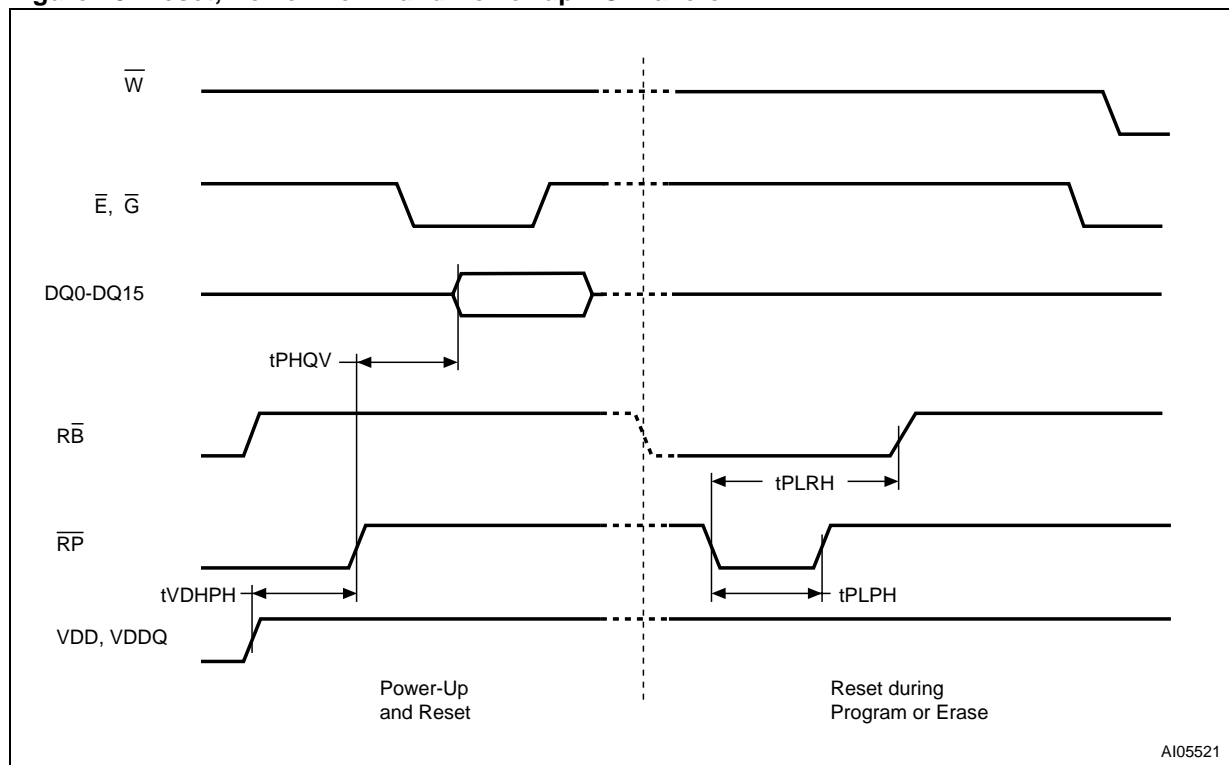 W̅
E̅, G̅
DQ0-DQ15
tPHQV
RB̅
tPLRH
R̅P̅
tVDHPH
tPLPH
VDD, VDDQ
Power-Up
and Reset
Reset during
Program or Erase
AI05521